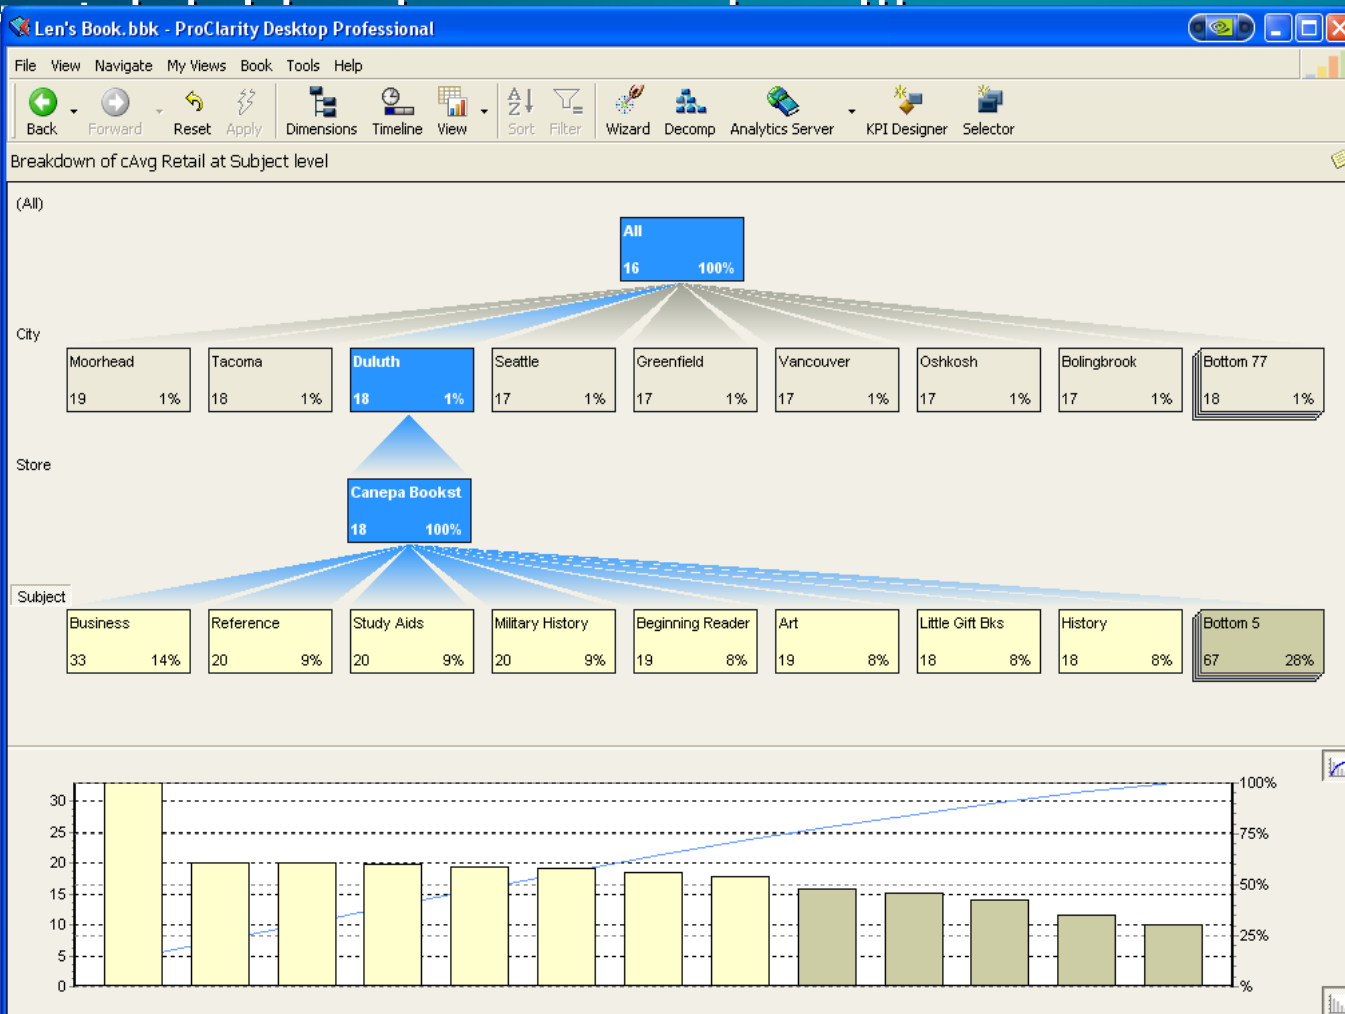 Len's Book.bbk - ProClarity Desktop Professional
File View Navigate My Views Book Tools Help
Back Forward Reset Apply Dimensions Timeline View Sort Filter Wizard Decomp Analytics Server KPI Designer Selector
Breakdown of cAvg Retail at Subject level
(All)
All
16 100%
City
Moorhead Tacoma Duluth Seattle Greenfield Vancouver Oshkosh Bolingbrook Bottom 77
19 1% 18 1% 18 1% 17 1% 17 1% 17 1% 17 1% 17 1% 18 1%
Store
Canepa Bookst
18 100%
Subject
Business Reference Study Aids Military History Beginning Reader Art Little Gift Bks History Bottom 5
33 14% 20 9% 20 9% 20 9% 19 8% 19 8% 18 8% 18 8% 67 28%
100%
30
25 75%
20
15 50%
10
25%
5
0 %